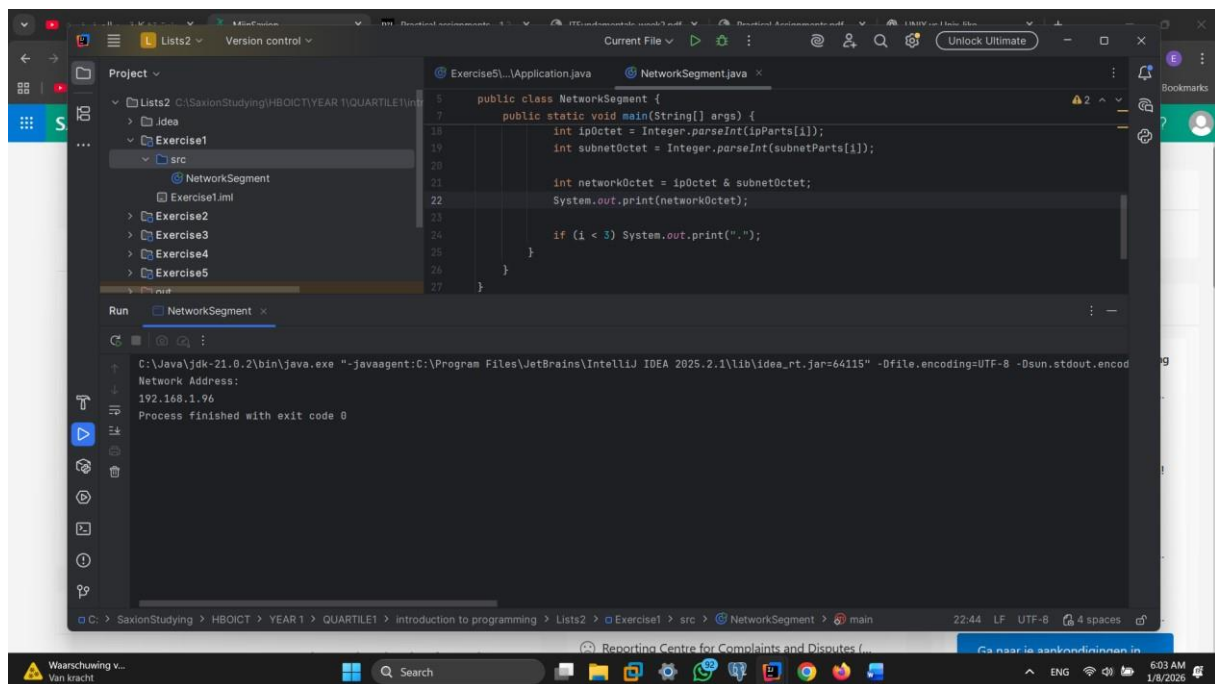 Lists2
Version control
Current File
Unlock Ultimate
Project
Exercise5\...\Application.java
NetworkSegment.java
Bookmarks
Lists2 C:\SaxionStudying\HBOICT\YEAR 1\QUARTILE1\intr
.idea
Exercise1
src
NetworkSegment
Exercise1.iml
Exercise2
Exercise3
Exercise4
Exercise5
5 public class NetworkSegment {
7 public static void main(String[] args) {
18 int ipOctet = Integer.parseInt(ipParts[i]);
19 int subnetOctet = Integer.parseInt(subnetParts[i]);
20
21 int networkOctet = ipOctet & subnetOctet;
22 System.out.print(networkOctet);
23
24 if (i < 3) System.out.print(".");
25 }
26 }
27 }
2
Run NetworkSegment
C:\Java\jdk-21.0.2\bin\java.exe "-javaagent:C:\Program Files\JetBrains\IntelliJ IDEA 2025.2.1\lib\idea_rt.jar=64115" -Dfile.encoding=UTF-8 -Dsun.stdout.encod
Network Address:
192.168.1.96
Process finished with exit code 0
C: > SaxionStudying > HBOICT > YEAR 1 > QUARTILE1 > introduction to programming > Lists2 > Exercise1 > src > NetworkSegment > main
22:44 LF UTF-8 4 spaces
Reporting Centre for Complaints and Disputes (...
Ga naar je aankondigingen in
Waarschuwing v...
Van kracht
Search
ENG
6:03 AM
1/8/2026